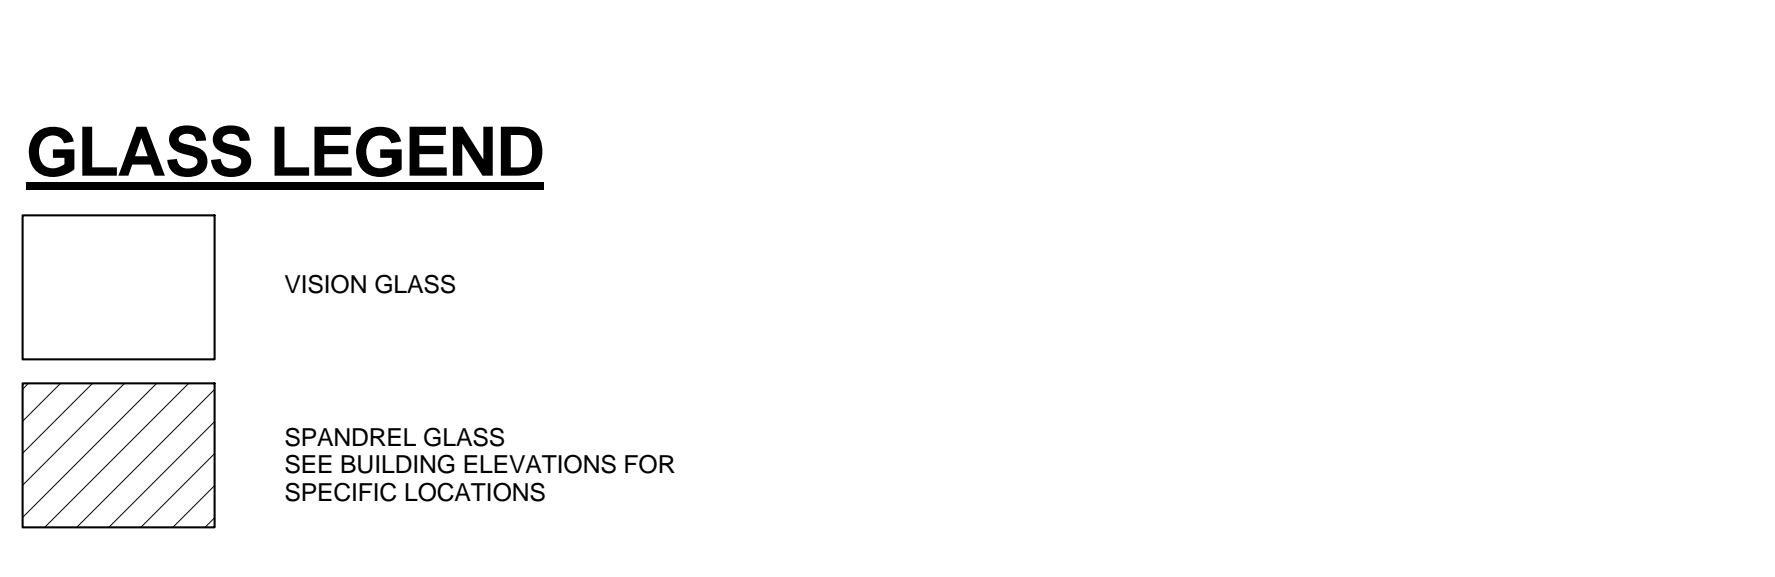 GLASS LEGEND
VISION GLASS
SPANDREL GLASS
SEE BUILDING ELEVATIONS FOR
SPECIFIC LOCATIONS